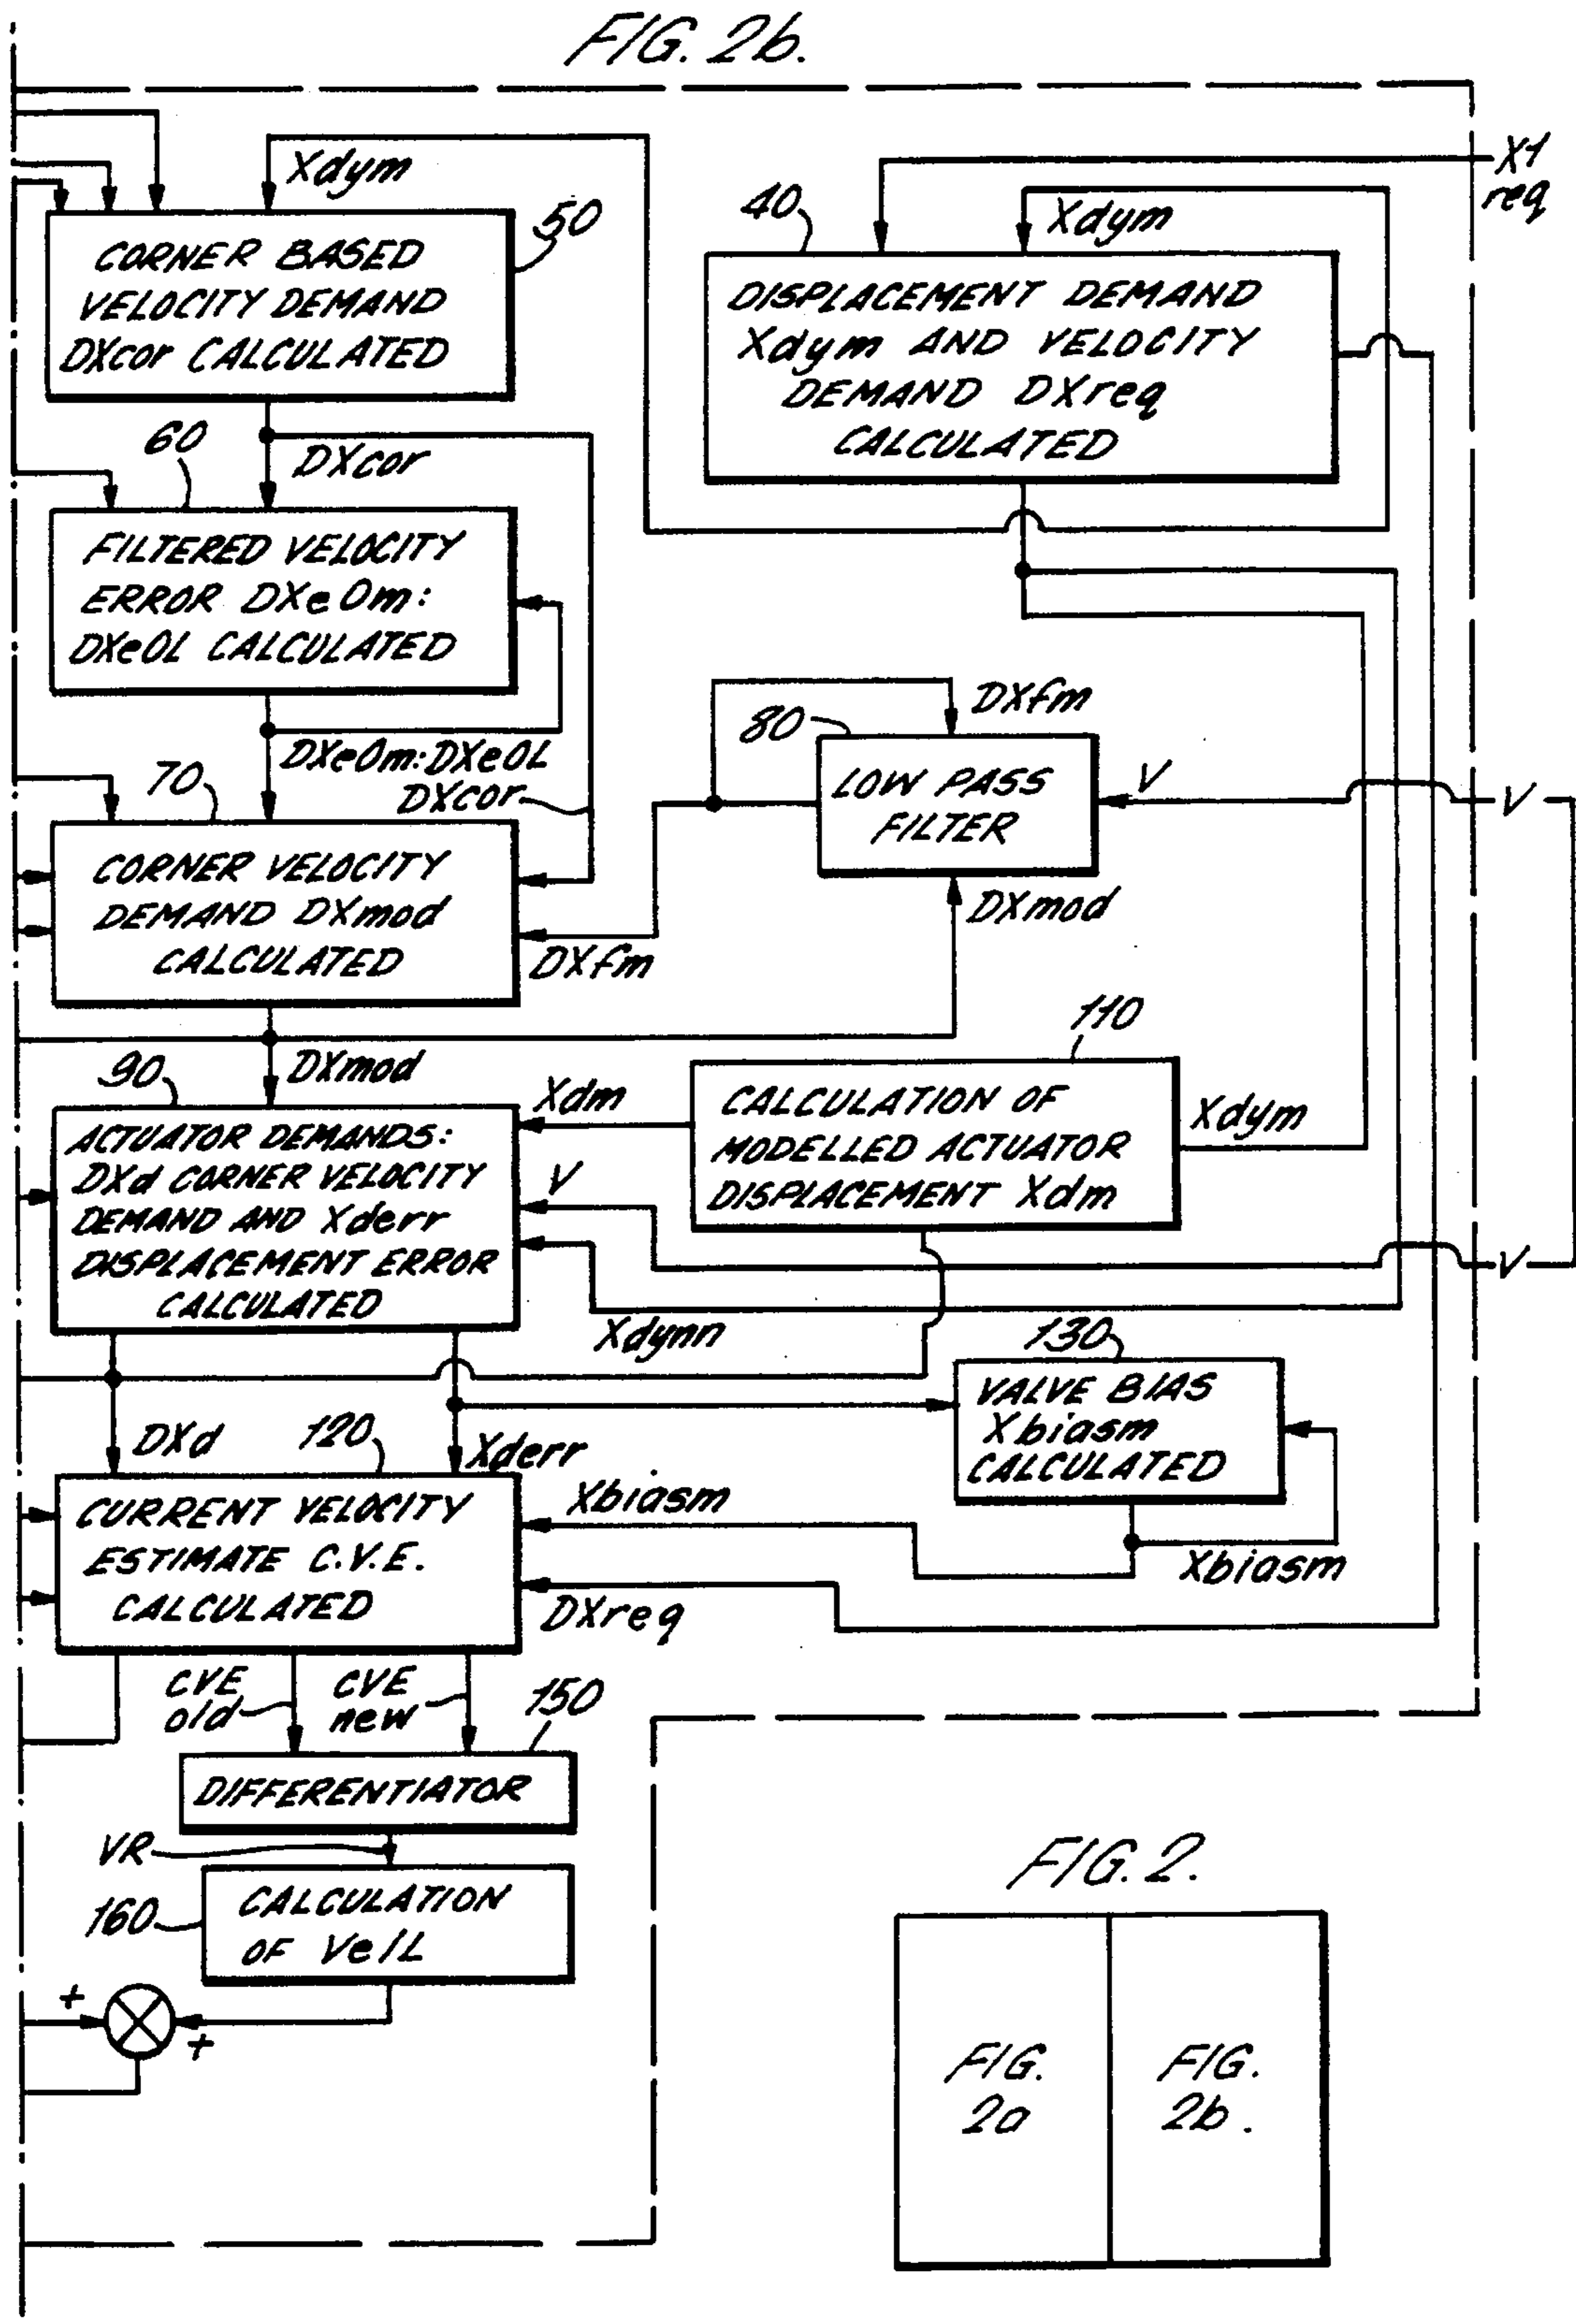 FIG. 2b.
X1
req
Xdym
50
CORNER BASED
VELOCITY DEMAND
DXcor CALCULATED
40
Xdym
DISPLACEMENT DEMAND
Xdym AND VELOCITY
DEMAND DXreq
CALCULATED
60
DXcor
FILTERED VELOCITY
ERROR DXe0m:
DXe0L CALCULATED
DXe0m:DXe0L
DXcor
80
DXfm
LOW PASS
FILTER
V
V
DXmod
70
CORNER VELOCITY
DEMAND DXmod
CALCULATED
DXfm
90
DXmod
ACTUATOR DEMANDS:
DXd CORNER VELOCITY
DEMAND AND Xderr
DISPLACEMENT ERROR
CALCULATED
Xdm
V
110
CALCULATION OF
MODELLED ACTUATOR
DISPLACEMENT Xdm
Xdym
V
Xdynn
130
VALVE BIAS
Xbiasm
CALCULATED
Xbiasm
DXd
120
Xderr
CURRENT VELOCITY
ESTIMATE C.V.E.
CALCULATED
Xbiasm
DXreq
CVE
old
CVE
new
150
DIFFERENTIATOR
VR
160
CALCULATION
OF Ve1L
+
+
FIG. 2.
FIG.
2a
FIG.
2b.